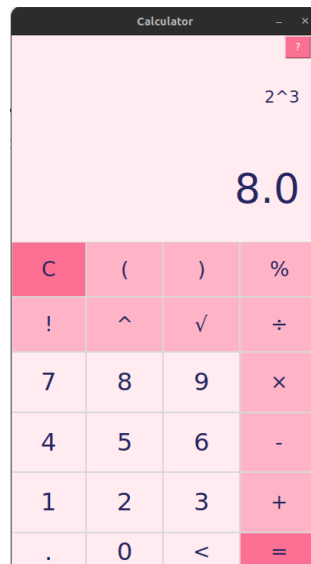 Calculator – ×
?
2^3
8.0
C ( ) %
! ^ √ ÷
7 8 9 ×
4 5 6 -
1 2 3 +
. 0 < =